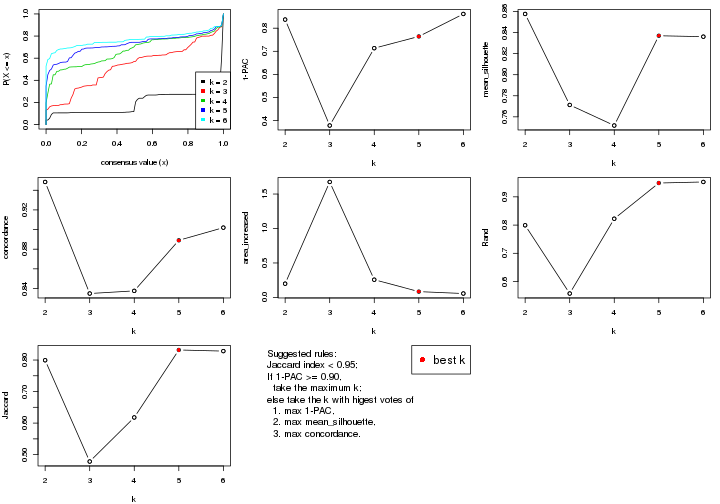 P(X <= x)
0.0 0.2 0.4 0.6 0.8 1.0
k = 2
k = 3
k = 4
k = 5
k = 6
0.0 0.2 0.4 0.6 0.8 1.0
consensus value (x)
1-PAC
0.4 0.5 0.6 0.7 0.8
2 3 4 5 6
k
mean_silhouette
0.76 0.78 0.80 0.82 0.84 0.86
2 3 4 5 6
k
concordance
0.84 0.88 0.92
2 3 4 5 6
k
area_increased
0.0 0.5 1.0 1.5
2 3 4 5 6
k
Rand
0.6 0.7 0.8 0.9
2 3 4 5 6
k
Jaccard
0.50 0.60 0.70 0.80
2 3 4 5 6
k
Suggested rules:
Jaccard index < 0.95;
If 1-PAC >= 0.90,
take the maximum k;
else take the k with higest votes of
1. max 1-PAC,
2. max mean_silhouette,
3. max concordance.
best k